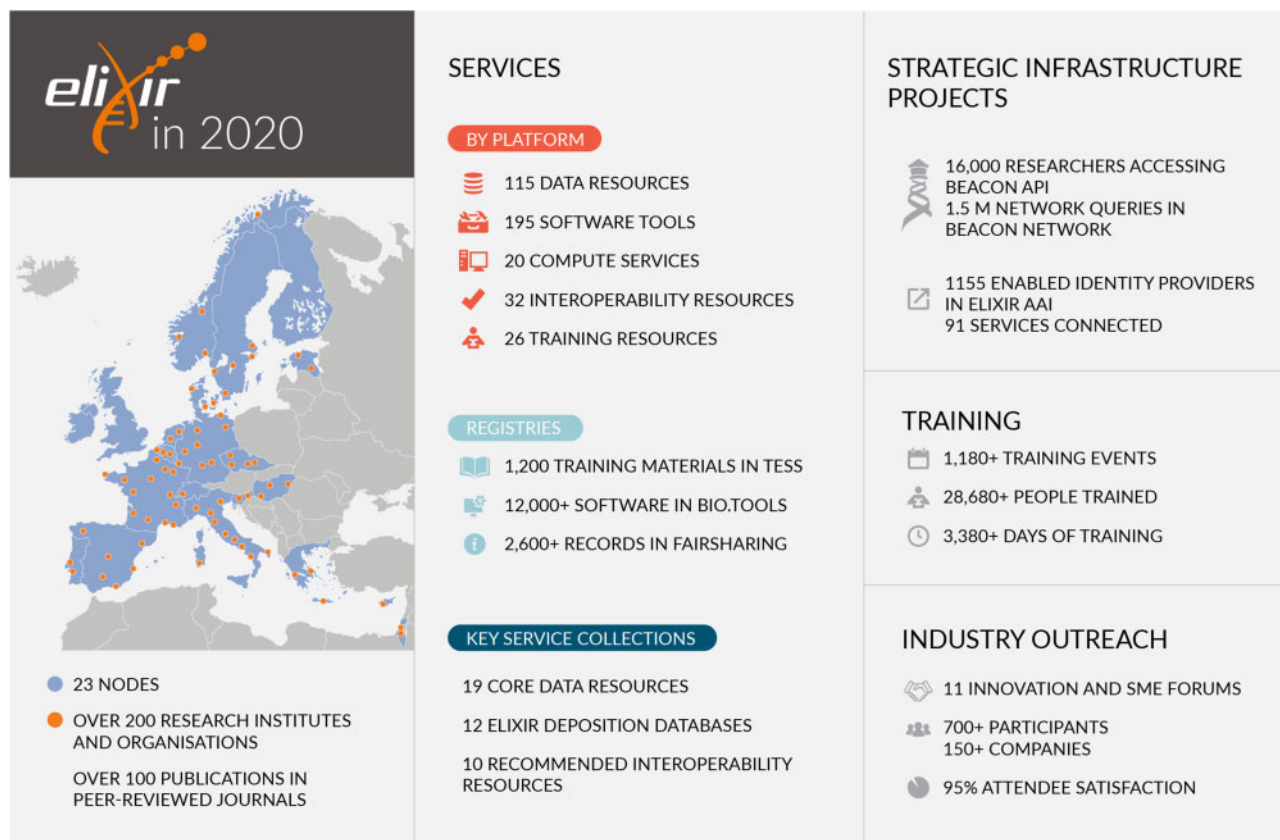 elixir
in 2020
23 NODES
OVER 200 RESEARCH INSTITUTES
AND ORGANISATIONS
OVER 100 PUBLICATIONS IN
PEER-REVIEWED JOURNALS
SERVICES
BY PLATFORM
115 DATA RESOURCES
195 SOFTWARE TOOLS
20 COMPUTE SERVICES
32 INTEROPERABILITY RESOURCES
26 TRAINING RESOURCES
REGISTRIES
1,200 TRAINING MATERIALS IN TESS
12,000+ SOFTWARE IN BIO.TOOLS
2,600+ RECORDS IN FAIRSHARING
KEY SERVICE COLLECTIONS
19 CORE DATA RESOURCES
12 ELIXIR DEPOSITION DATABASES
10 RECOMMENDED INTEROPERABILITY
RESOURCES
STRATEGIC INFRASTRUCTURE
PROJECTS
16,000 RESEARCHERS ACCESSING
BEACON API
1.5 M NETWORK QUERIES IN
BEACON NETWORK
1155 ENABLED IDENTITY PROVIDERS
IN ELIXIR AAI
91 SERVICES CONNECTED
TRAINING
1,180+ TRAINING EVENTS
28,680+ PEOPLE TRAINED
3,380+ DAYS OF TRAINING
INDUSTRY OUTREACH
11 INNOVATION AND SME FORUMS
700+ PARTICIPANTS
150+ COMPANIES
95% ATTENDEE SATISFACTION